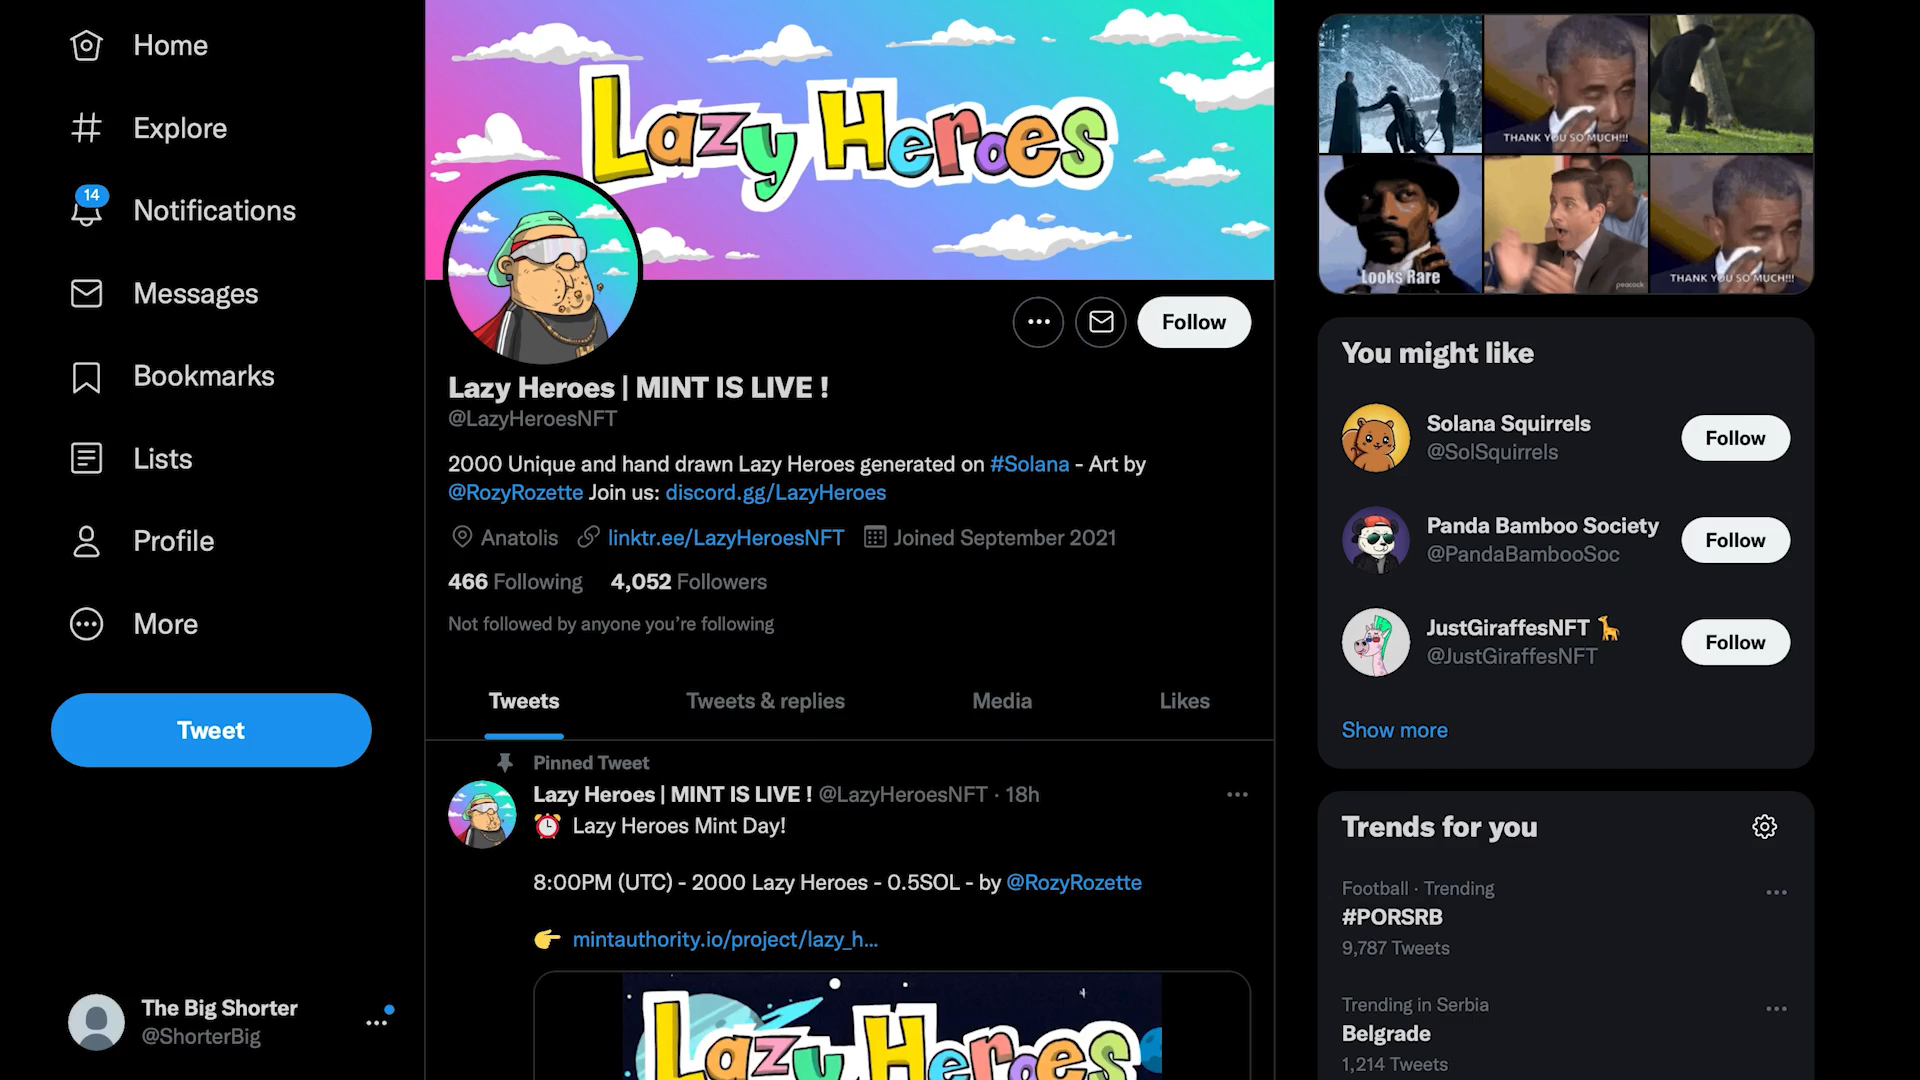 Home
Explore
14
Notifications
Messages
Bookmarks
Lists
Profile
More
Tweet
The Big Shorter
@ShorterBig
Lazy Heroes
Follow
Lazy Heroes | MINT IS LIVE !
@LazyHeroesNFT
2000 Unique and hand drawn Lazy Heroes generated on #Solana - Art by
@RozyRozette Join us: discord.gg/LazyHeroes
Anatolis linktr.ee/LazyHeroesNFT Joined September 2021
466 Following 4,052 Followers
Not followed by anyone you’re following
Tweets Tweets & replies Media Likes
Pinned Tweet
Lazy Heroes | MINT IS LIVE ! @LazyHeroesNFT · 18h
⏰ Lazy Heroes Mint Day!
8:00PM (UTC) - 2000 Lazy Heroes - 0.5SOL - by @RozyRozette
👉 mintauthority.io/project/lazy_h...
Lazy Heroes
THANK YOU SO MUCH!!!
Looks Rare
peacock
THANK YOU SO MUCH!!!
You might like
Solana Squirrels
@SolSquirrels
Follow
Panda Bamboo Society
@PandaBambooSoc
Follow
JustGiraffesNFT 🦒
@JustGiraffesNFT
Follow
Show more
Trends for you
Football · Trending
#PORSRB
9,787 Tweets
Trending in Serbia
Belgrade
1,214 Tweets